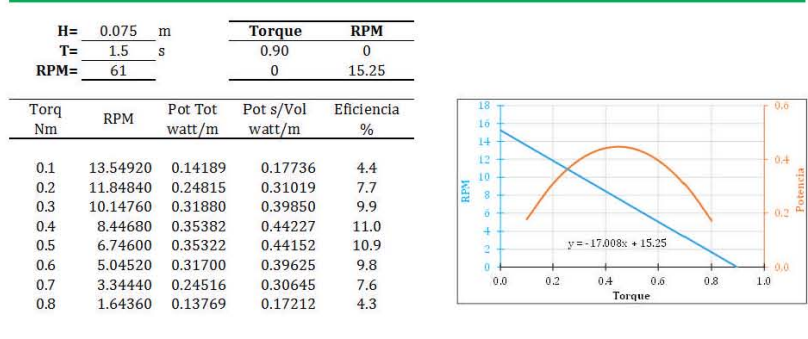 H= 0.075 m Torque RPM
T= 1.5 s 0.90 0
RPM= 61 0 15.25
Torq Nm RPM Pot Tot watt/m Pot s/Vol watt/m Eficiencia %
0.1 13.54920 0.14189 0.17736 4.4
0.2 11.84840 0.24815 0.31019 7.7
0.3 10.14760 0.31880 0.39850 9.9
0.4 8.44680 0.35382 0.44227 11.0
0.5 6.74600 0.35322 0.44152 10.9
0.6 5.04520 0.31700 0.39625 9.8
0.7 3.34440 0.24516 0.30645 7.6
0.8 1.64360 0.13769 0.17212 4.3
18
16
14
12
10
8
6
4
2
0
RPM
0.6
0.4
0.2
0.0
Potencia
y = -17.008x + 15.25
0.0 0.2 0.4 0.6 0.8 1.0
Torque